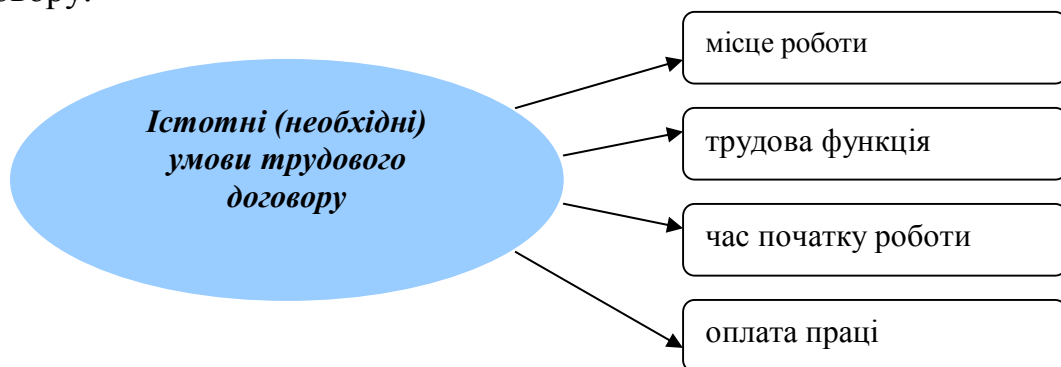 Істотні (необхідні)
умови трудового
договору
місце роботи
трудова функція
час початку роботи
оплата праці